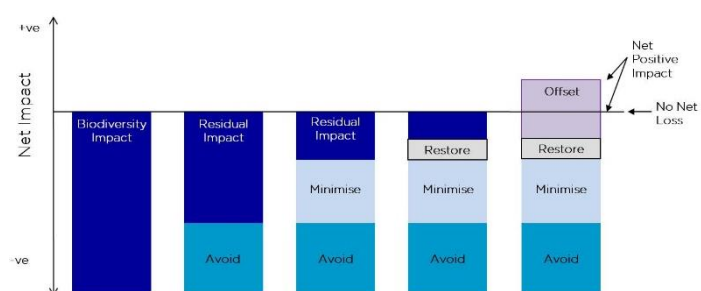 +ve
Net Impact
-ve
Biodiversity
Impact
Residual
Impact
Avoid
Residual
Impact
Minimise
Avoid
Restore
Minimise
Avoid
Offset
Restore
Minimise
Avoid
Net
Positive
Impact
No Net
Loss